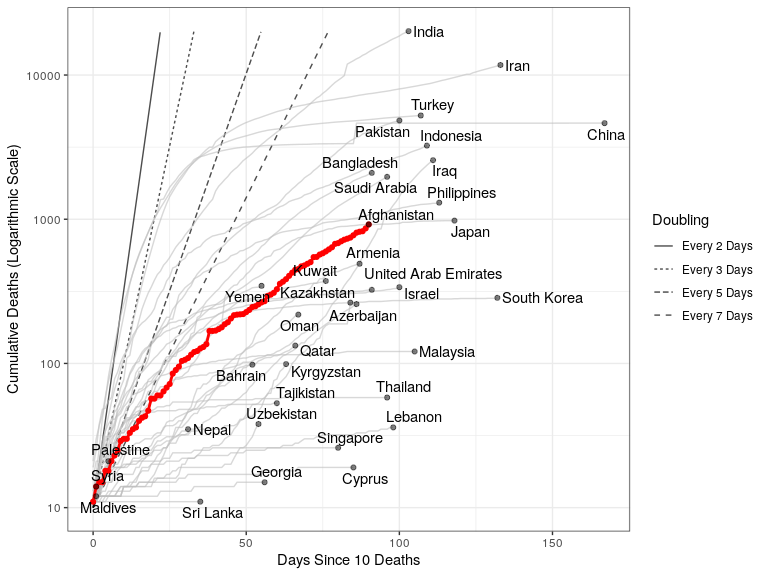 India
Iran
Turkey
Pakistan
China
Indonesia
Bangladesh
Iraq
Saudi Arabia
Philippines
Afghanistan
Japan
Armenia
Kuwait
United Arab Emirates
Yemen
Kazakhstan
Israel
South Korea
Azerbaijan
Oman
Qatar
Malaysia
Bahrain
Kyrgyzstan
Thailand
Tajikistan
Uzbekistan
Lebanon
Nepal
Singapore
Palestine
Georgia
Syria
Cyprus
Maldives
Sri Lanka
10000
1000
100
10
0
50
100
150
Days Since 10 Deaths
Cumulative Deaths (Logarithmic Scale)
Doubling
Every 2 Days
Every 3 Days
Every 5 Days
Every 7 Days